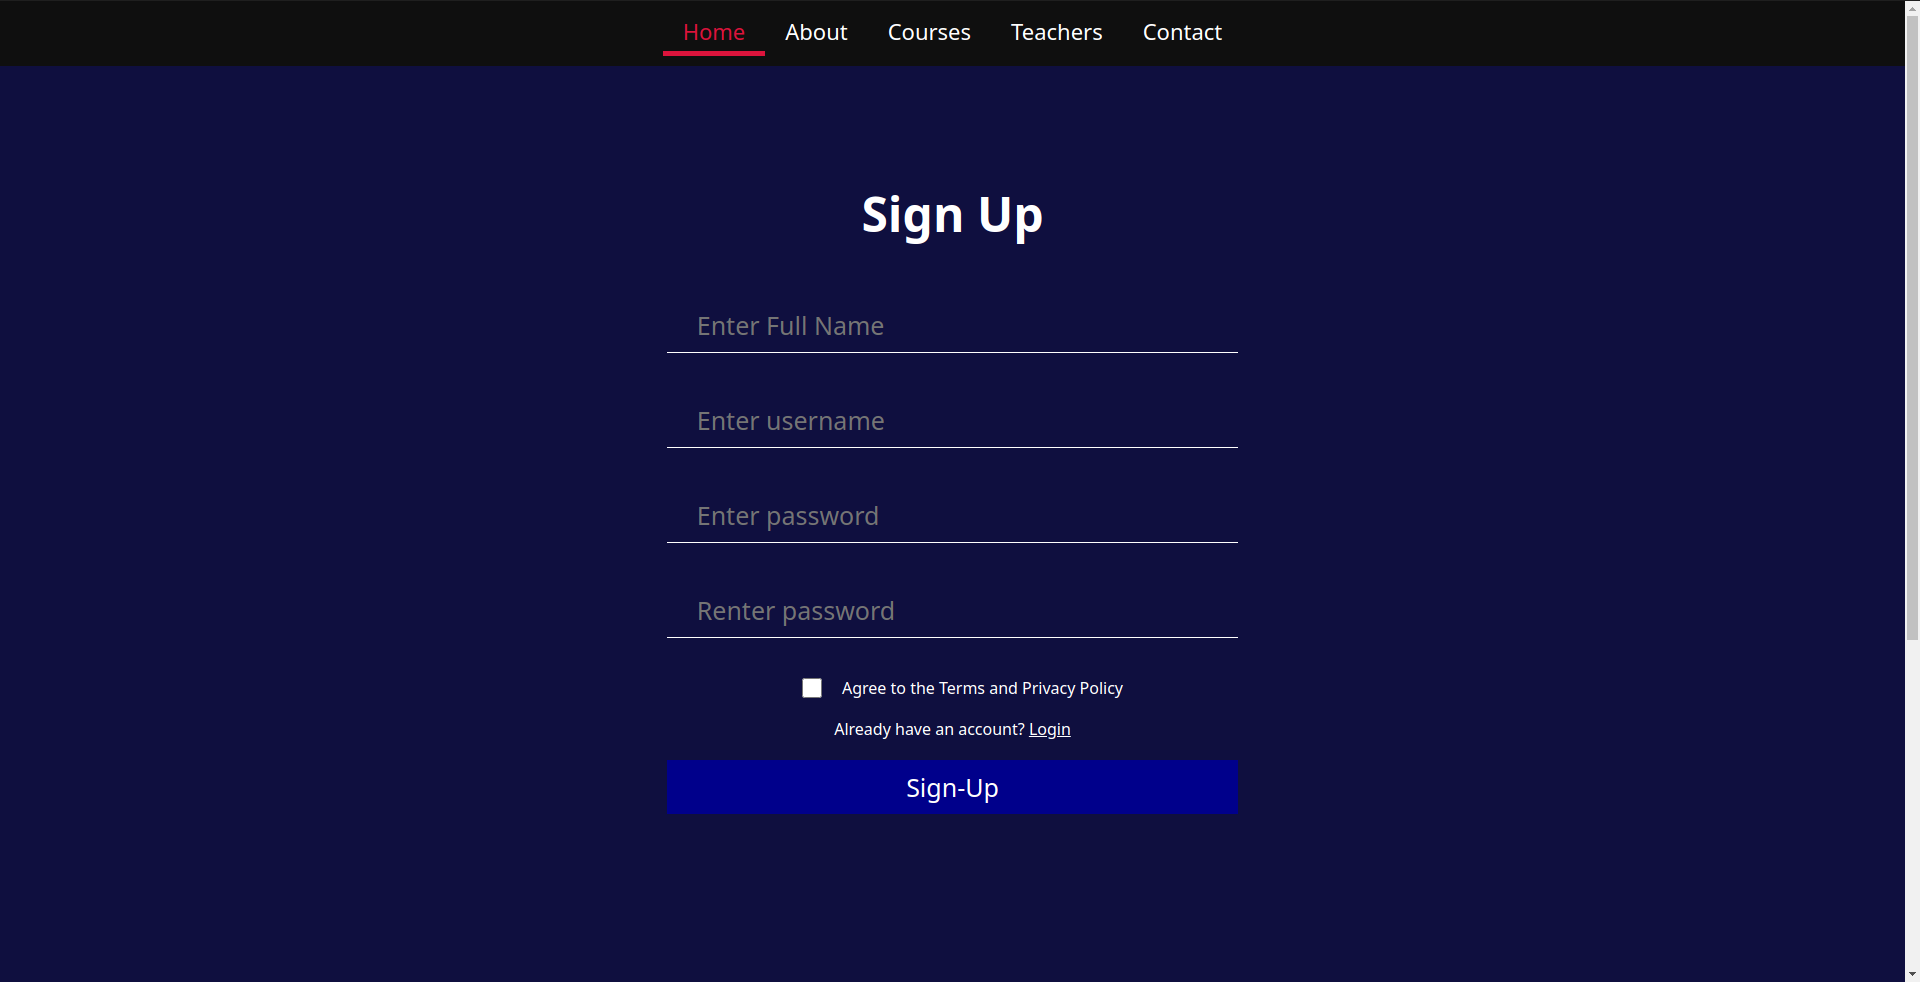 Home About Courses Teachers Contact
Sign Up
Enter Full Name
Enter username
Enter password
Renter password
Agree to the Terms and Privacy Policy
Already have an account? Login
Sign-Up